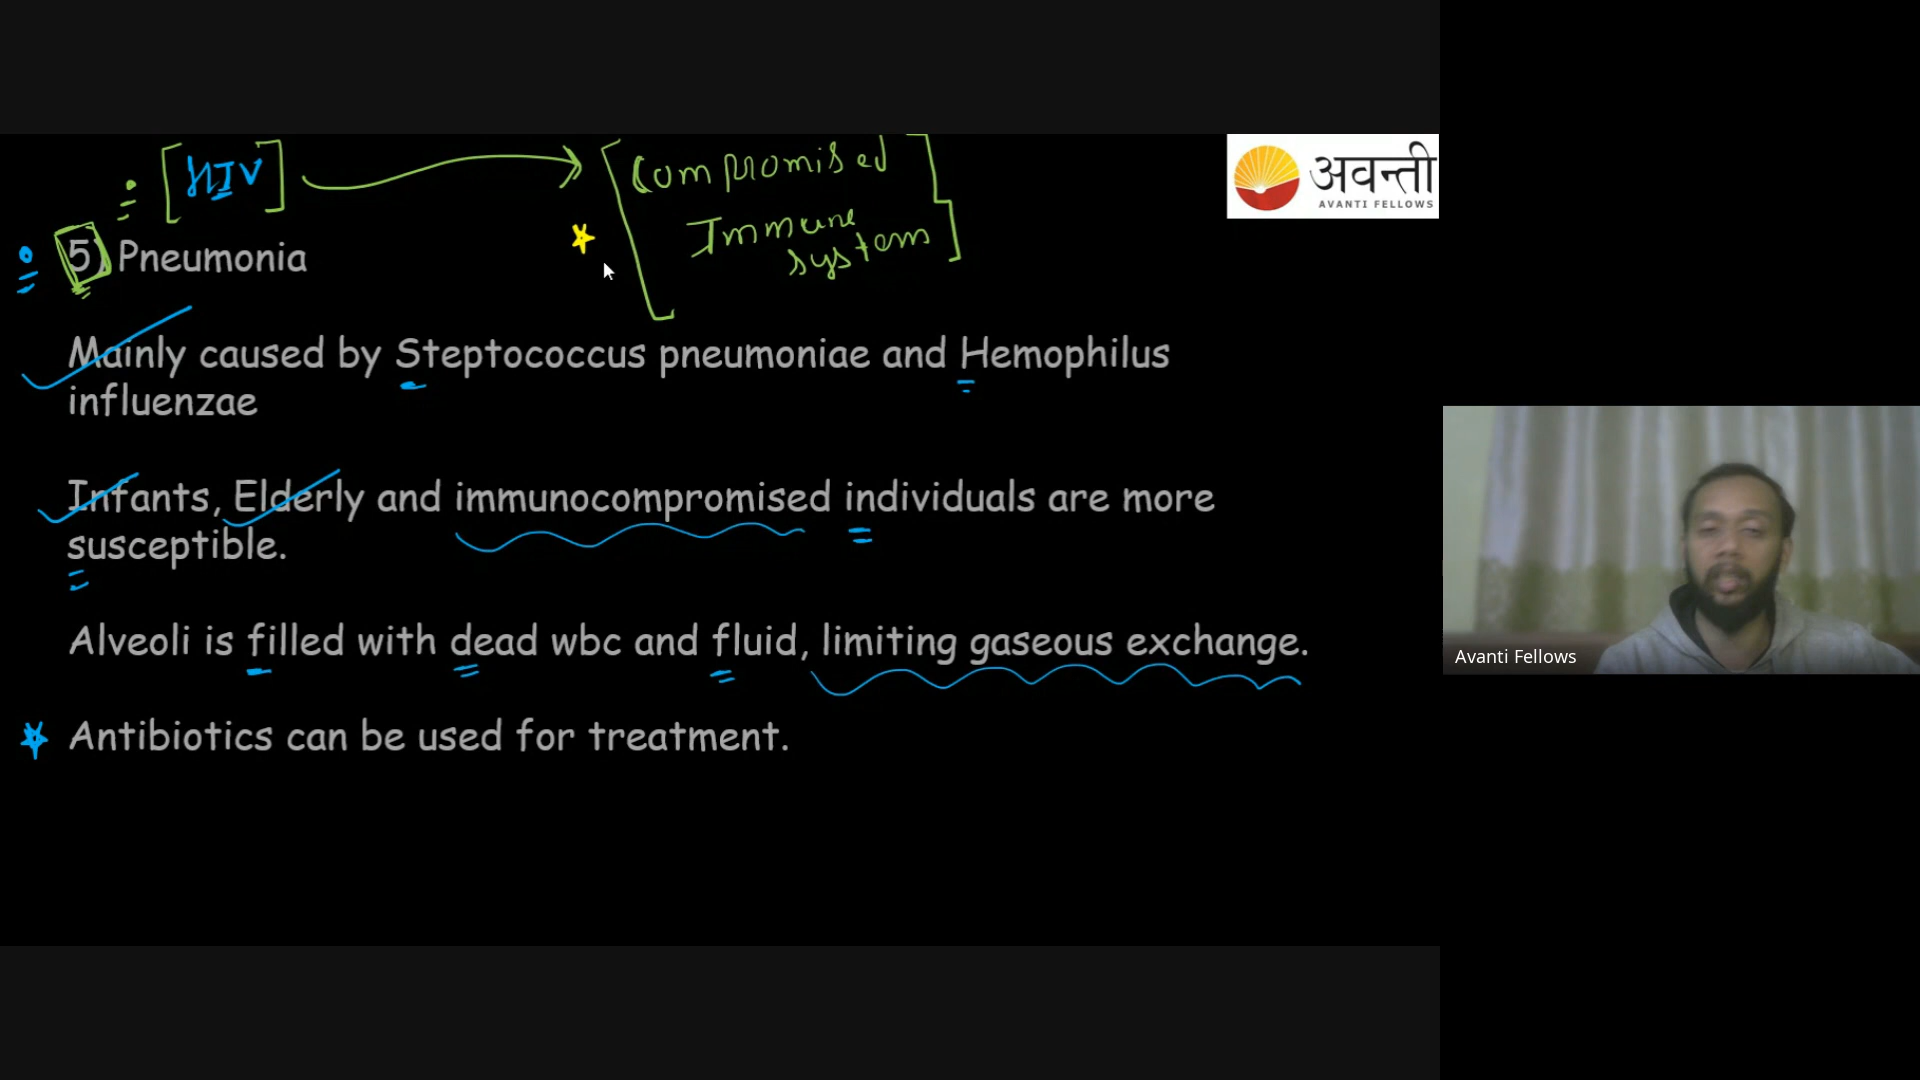 [HIV]
[Compromised
Immune
system]
5) Pneumonia
Mainly caused by Steptococcus pneumoniae and Hemophilus
influenzae
Infants, Elderly and immunocompromised individuals are more
susceptible.
Alveoli is filled with dead wbc and fluid, limiting gaseous exchange.
Antibiotics can be used for treatment.
अवन्ती
AVANTI FELLOWS
Avanti Fellows